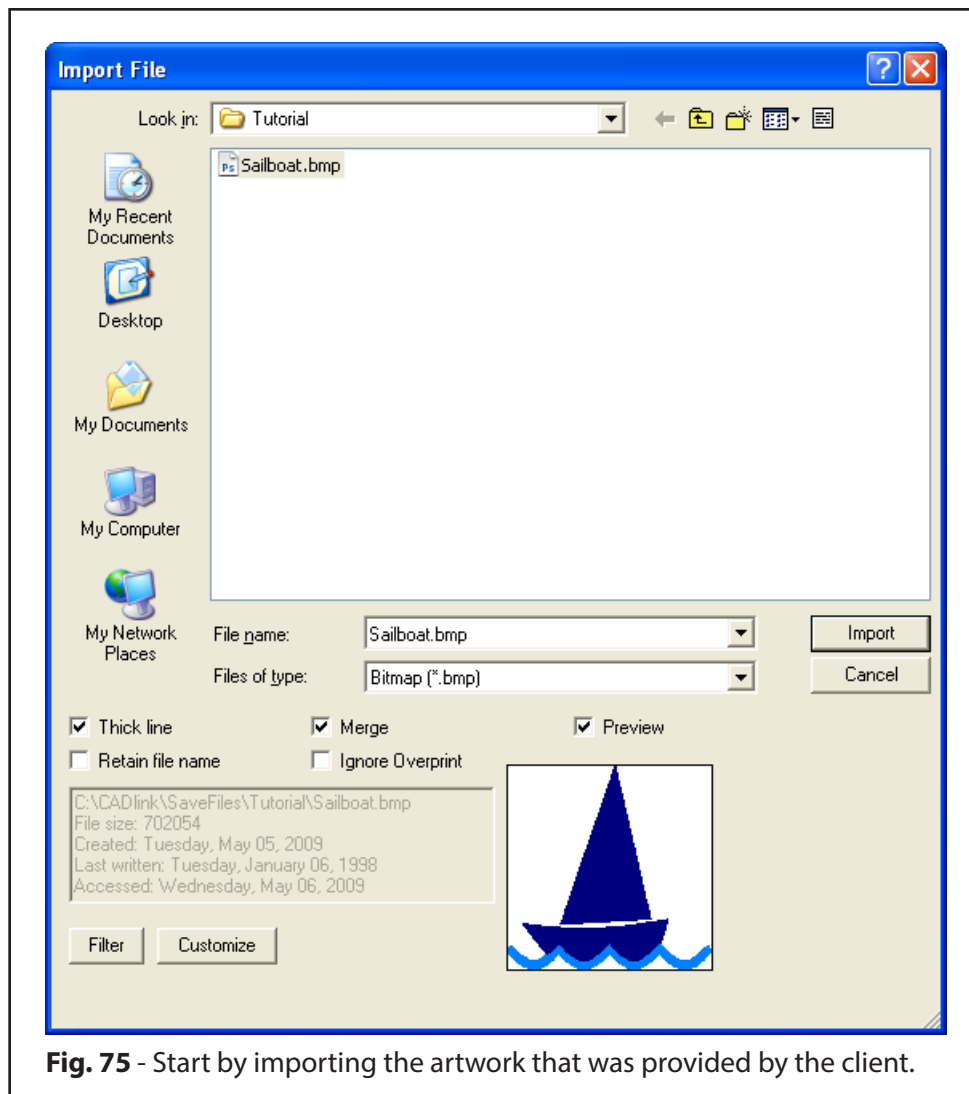 Import File
Look in:
Tutorial
Ps Sailboat.bmp
My Recent
Documents
Desktop
My Documents
My Computer
My Network
Places
File name:
Sailboat.bmp
Import
Files of type:
Bitmap (*.bmp)
Cancel
Thick line
Merge
Preview
Retain file name
Ignore Overprint
C:\CADlink\SaveFiles\Tutorial\Sailboat.bmp
File size: 702054
Created: Tuesday, May 05, 2009
Last written: Tuesday, January 06, 1998
Accessed: Wednesday, May 06, 2009
Filter
Customize
Fig. 75 - Start by importing the artwork that was provided by the client.